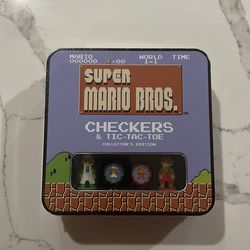 MARIO WORLD TIME
000000 x00 1-1
SUPER
MARIO BROS.
CHECKERS
& TIC-TAC-TOE
COLLECTOR'S EDITION